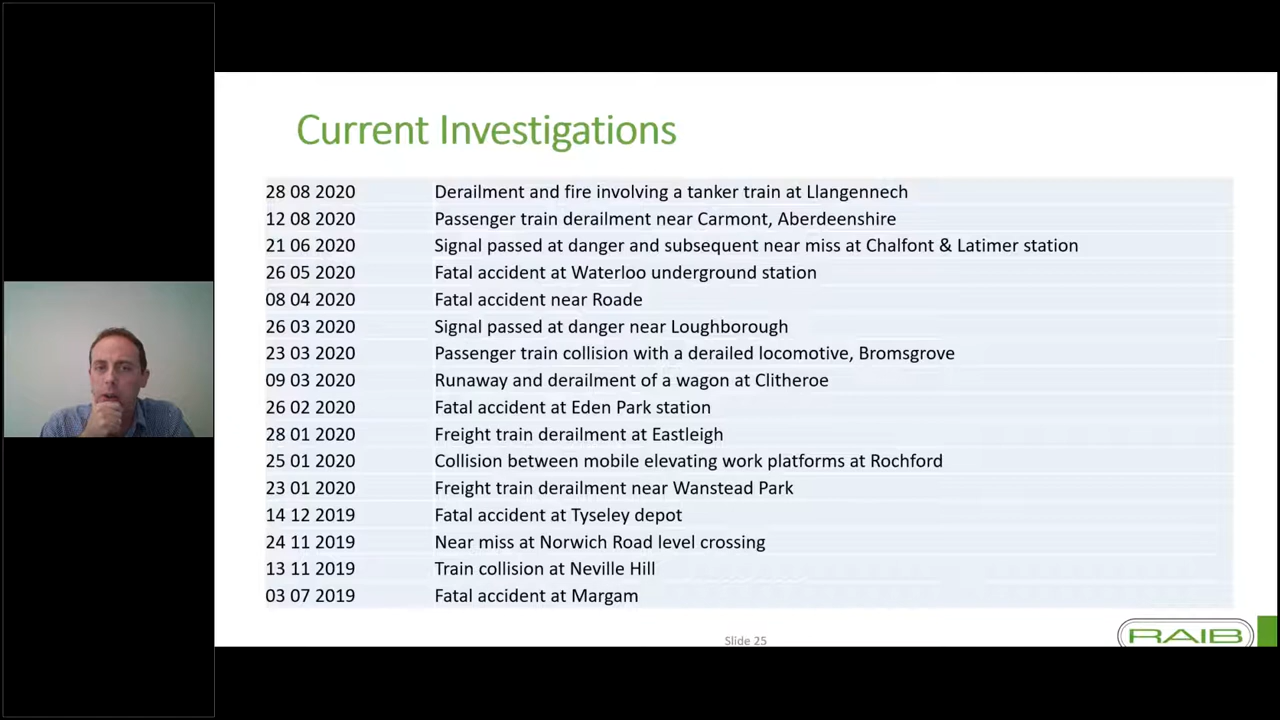 Current Investigations
28 08 2020 Derailment and fire involving a tanker train at Llangennech
12 08 2020 Passenger train derailment near Carmont, Aberdeenshire
21 06 2020 Signal passed at danger and subsequent near miss at Chalfont & Latimer station
26 05 2020 Fatal accident at Waterloo underground station
08 04 2020 Fatal accident near Roade
26 03 2020 Signal passed at danger near Loughborough
23 03 2020 Passenger train collision with a derailed locomotive, Bromsgrove
09 03 2020 Runaway and derailment of a wagon at Clitheroe
26 02 2020 Fatal accident at Eden Park station
28 01 2020 Freight train derailment at Eastleigh
25 01 2020 Collision between mobile elevating work platforms at Rochford
23 01 2020 Freight train derailment near Wanstead Park
14 12 2019 Fatal accident at Tyseley depot
24 11 2019 Near miss at Norwich Road level crossing
13 11 2019 Train collision at Neville Hill
03 07 2019 Fatal accident at Margam
Slide 25
RAIB